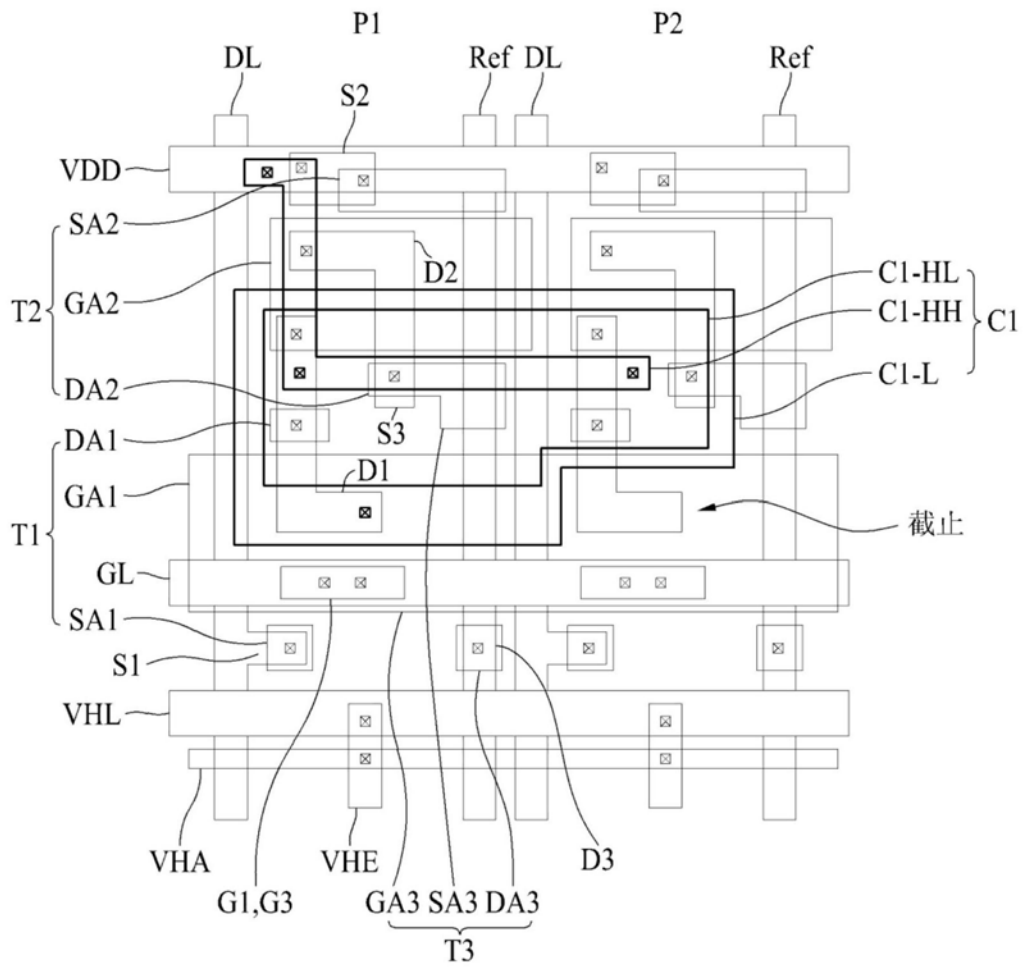 P1 P2
DL Ref DL Ref
S2
VDD
SA2
D2
T2 GA2 C1-HL
C1-HH C1
DA2 C1-L
S3
DA1
D1
GA1
T1 截止
GL
SA1
S1
VHL
VHA VHE D3
G1,G3 GA3 SA3 DA3
T3